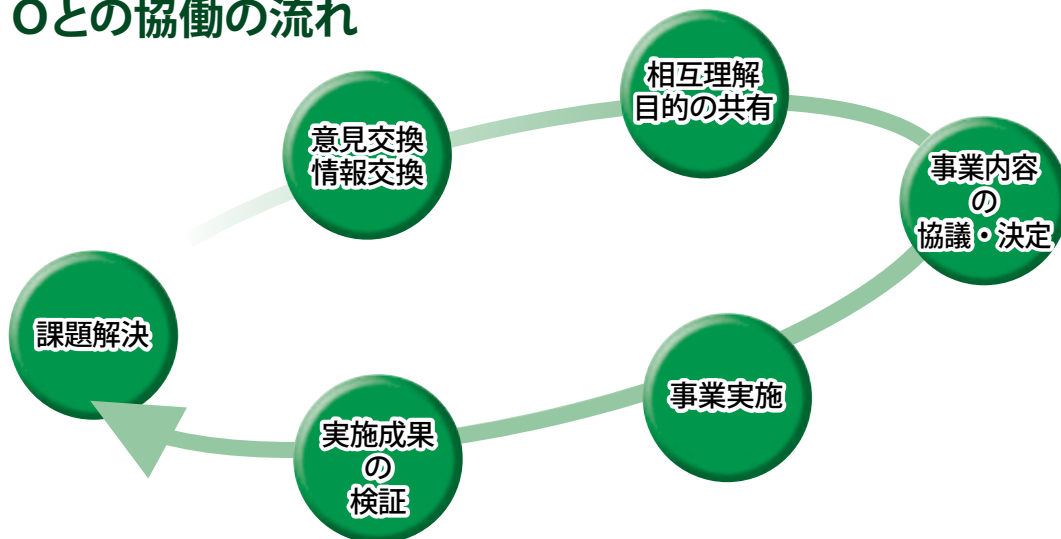 Oとの協働の流れ
意見交換
情報交換
相互理解
目的の共有
事業内容
の
協議・決定
事業実施
実施成果
の
検証
課題解決